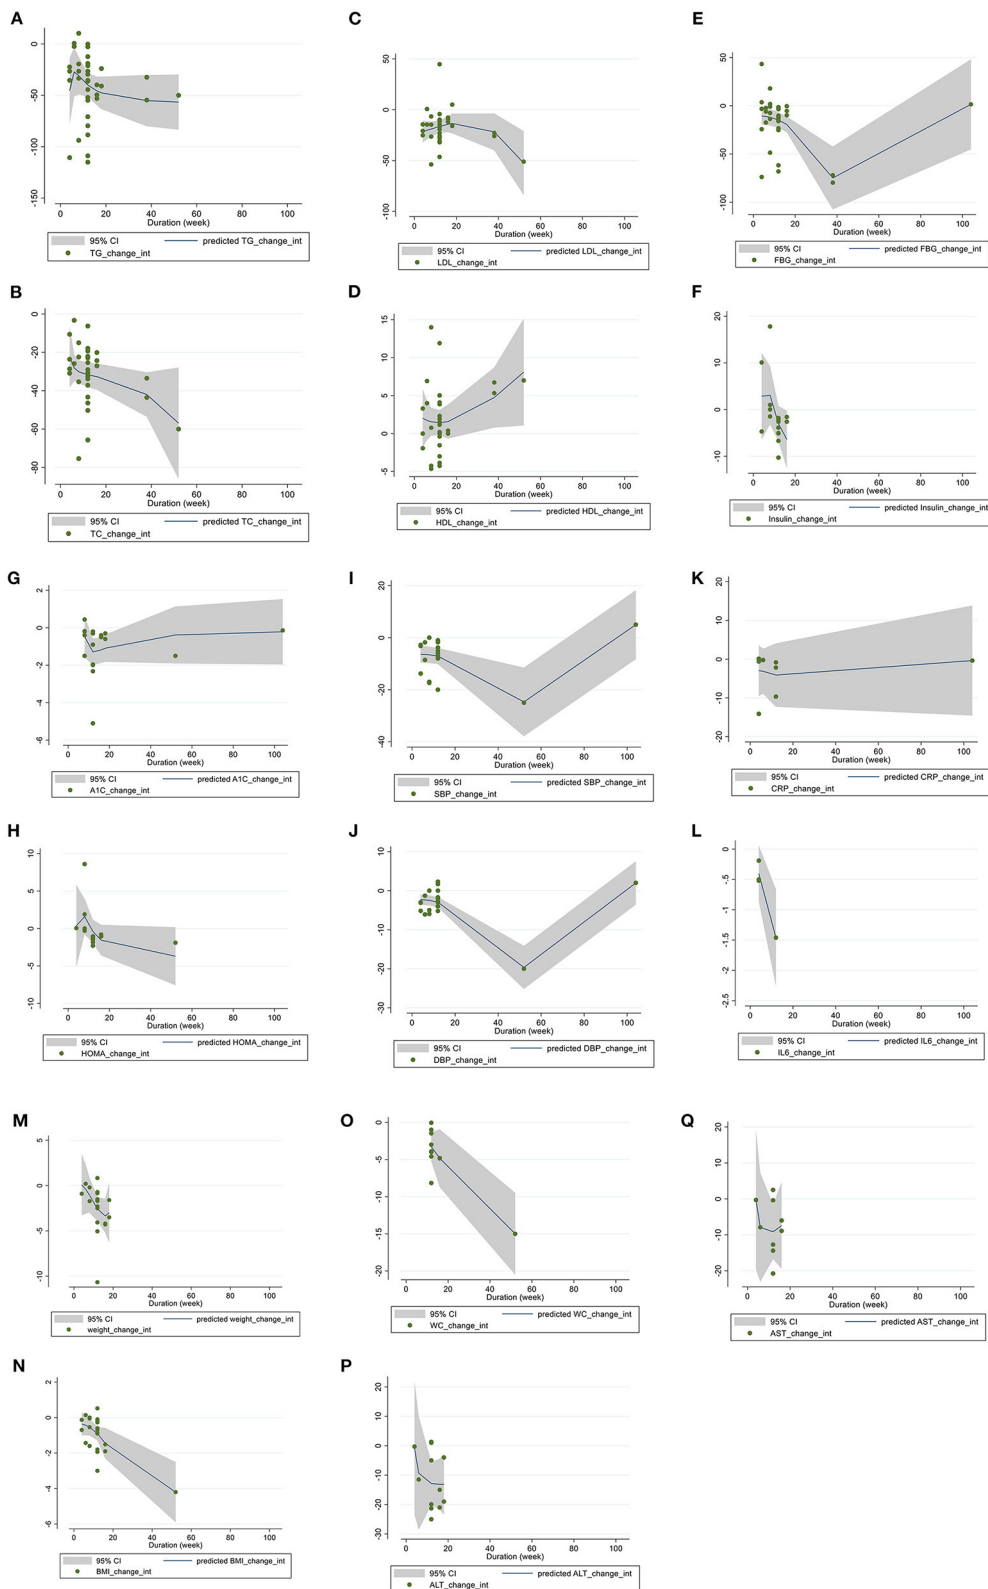 A
-0
-50
-100
-150
0 20 40 60 80 100
Duration (week)
95% CI predicted TG_change_int
TG_change_int
C
50
0
-50
-100
0 20 40 60 80 100
Duration (week)
95% CI predicted LDL_change_int
LDL_change_int
E
50
0
-50
-100
0 20 40 60 80 100
Duration (week)
95% CI predicted FBG_change_int
FBG_change_int
B
0
-20
-40
-60
-80
0 20 40 60 80 100
Duration (week)
95% CI predicted TC_change_int
TC_change_int
D
15
10
5
0
-5
0 20 40 60 80 100
Duration (week)
95% CI predicted HDL_change_int
HDL_change_int
F
20
10
0
-10
0 20 40 60 80 100
Duration (week)
95% CI predicted Insulin_change_int
Insulin_change_int
G
2
0
-2
-4
-6
0 20 40 60 80 100
Duration (week)
95% CI predicted A1C_change_int
A1C_change_int
I
20
0
-20
-40
0 20 40 60 80 100
Duration (week)
95% CI predicted SBP_change_int
SBP_change_int
K
20
10
0
-10
-20
0 20 40 60 80 100
Duration (week)
95% CI predicted CRP_change_int
CRP_change_int
H
10
5
0
-5
-10
0 20 40 60 80 100
Duration (week)
95% CI predicted HOMA_change_int
HOMA_change_int
J
10
0
-10
-20
-30
0 20 40 60 80 100
Duration (week)
95% CI predicted DBP_change_int
DBP_change_int
L
-0
-.5
-1
-1.5
-2
-2.5
0 20 40 60 80 100
Duration (week)
95% CI predicted IL6_change_int
IL6_change_int
M
5
0
-5
-10
0 20 40 60 80 100
Duration (week)
95% CI predicted weight_change_int
weight_change_int
O
0
-5
-10
-15
-20
0 20 40 60 80 100
Duration (week)
95% CI predicted WC_change_int
WC_change_int
Q
20
10
0
-10
-20
0 20 40 60 80 100
Duration (week)
95% CI predicted AST_change_int
AST_change_int
N
2
0
-2
-4
-6
0 20 40 60 80 100
Duration (week)
95% CI predicted BMI_change_int
BMI_change_int
P
20
10
0
-10
-20
-30
0 20 40 60 80 100
Duration (week)
95% CI predicted ALT_change_int
ALT_change_int